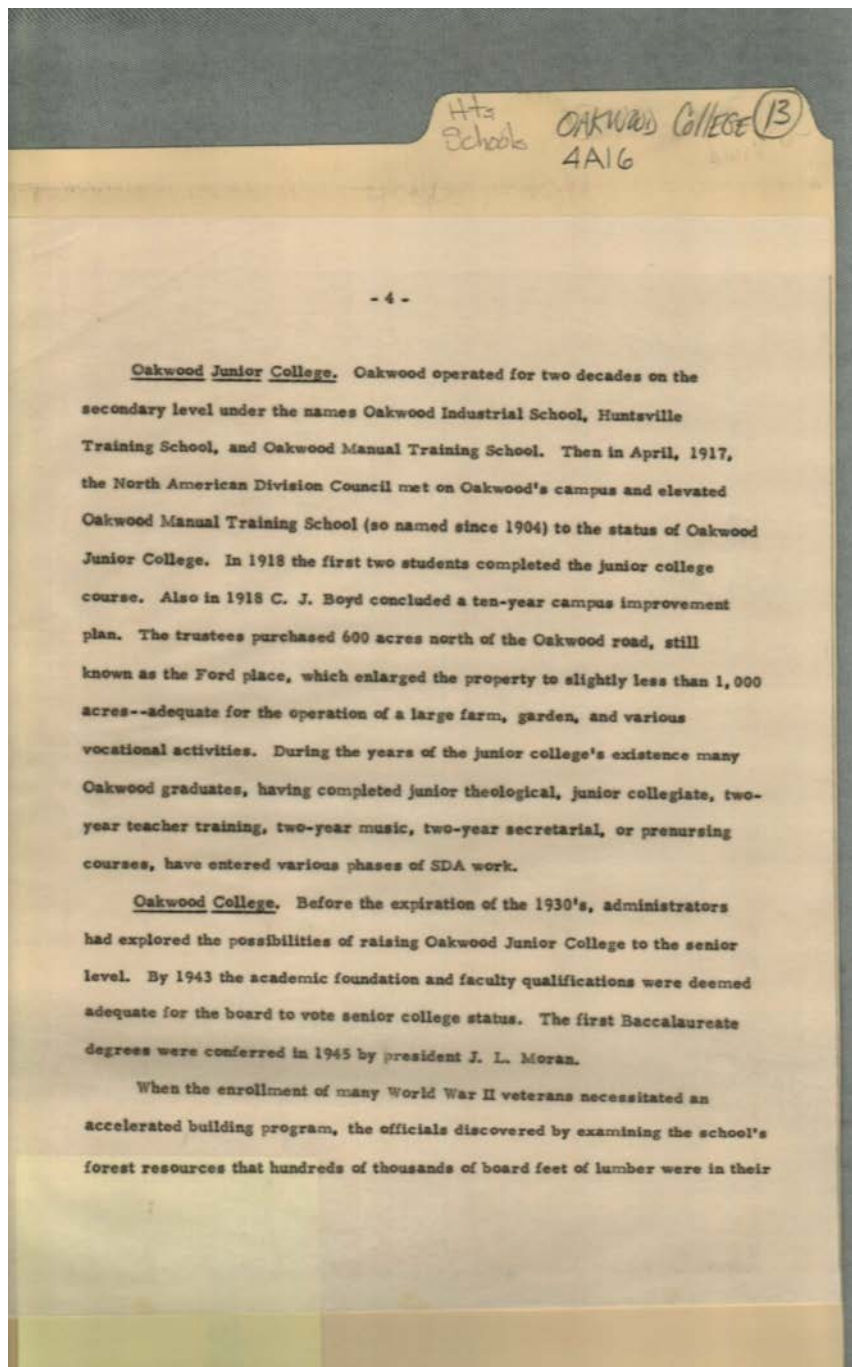 Hts
Schools
OAKWOOD COllEGE 13
4A16
- 4 -
Oakwood Junior College. Oakwood operated for two decades on the
secondary level under the names Oakwood Industrial School, Huntsville
Training School, and Oakwood Manual Training School. Then in April, 1917,
the North American Division Council met on Oakwood's campus and elevated
Oakwood Manual Training School (so named since 1904) to the status of Oakwood
Junior College. In 1918 the first two students completed the junior college
course. Also in 1918 C. J. Boyd concluded a ten-year campus improvement
plan. The trustees purchased 600 acres north of the Oakwood road, still
known as the Ford place, which enlarged the property to slightly less than 1,000
acres--adequate for the operation of a large farm, garden, and various
vocational activities. During the years of the junior college's existence many
Oakwood graduates, having completed junior theological, junior collegiate, two-
year teacher training, two-year music, two-year secretarial, or prenursing
courses, have entered various phases of SDA work.
Oakwood College. Before the expiration of the 1930's, administrators
had explored the possibilities of raising Oakwood Junior College to the senior
level. By 1943 the academic foundation and faculty qualifications were deemed
adequate for the board to vote senior college status. The first Baccalaureate
degrees were conferred in 1945 by president J. L. Moran.
When the enrollment of many World War II veterans necessitated an
accelerated building program, the officials discovered by examining the school's
forest resources that hundreds of thousands of board feet of lumber were in their